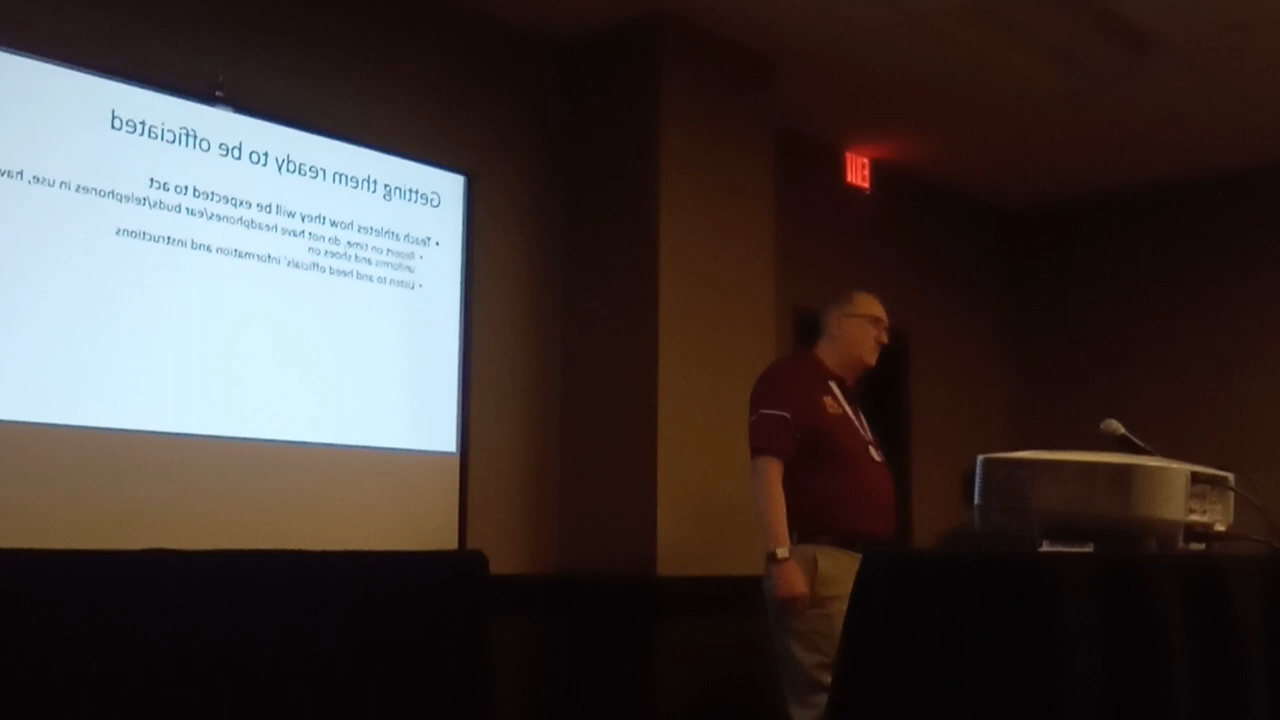 Getting them ready to be officiated
• Teach athletes how they will be expected to act
• Report on time, do not have headphones/ear buds/telephones in use, have
uniforms and shoes on
• Listen to and heed officials' information and instructions
EXIT